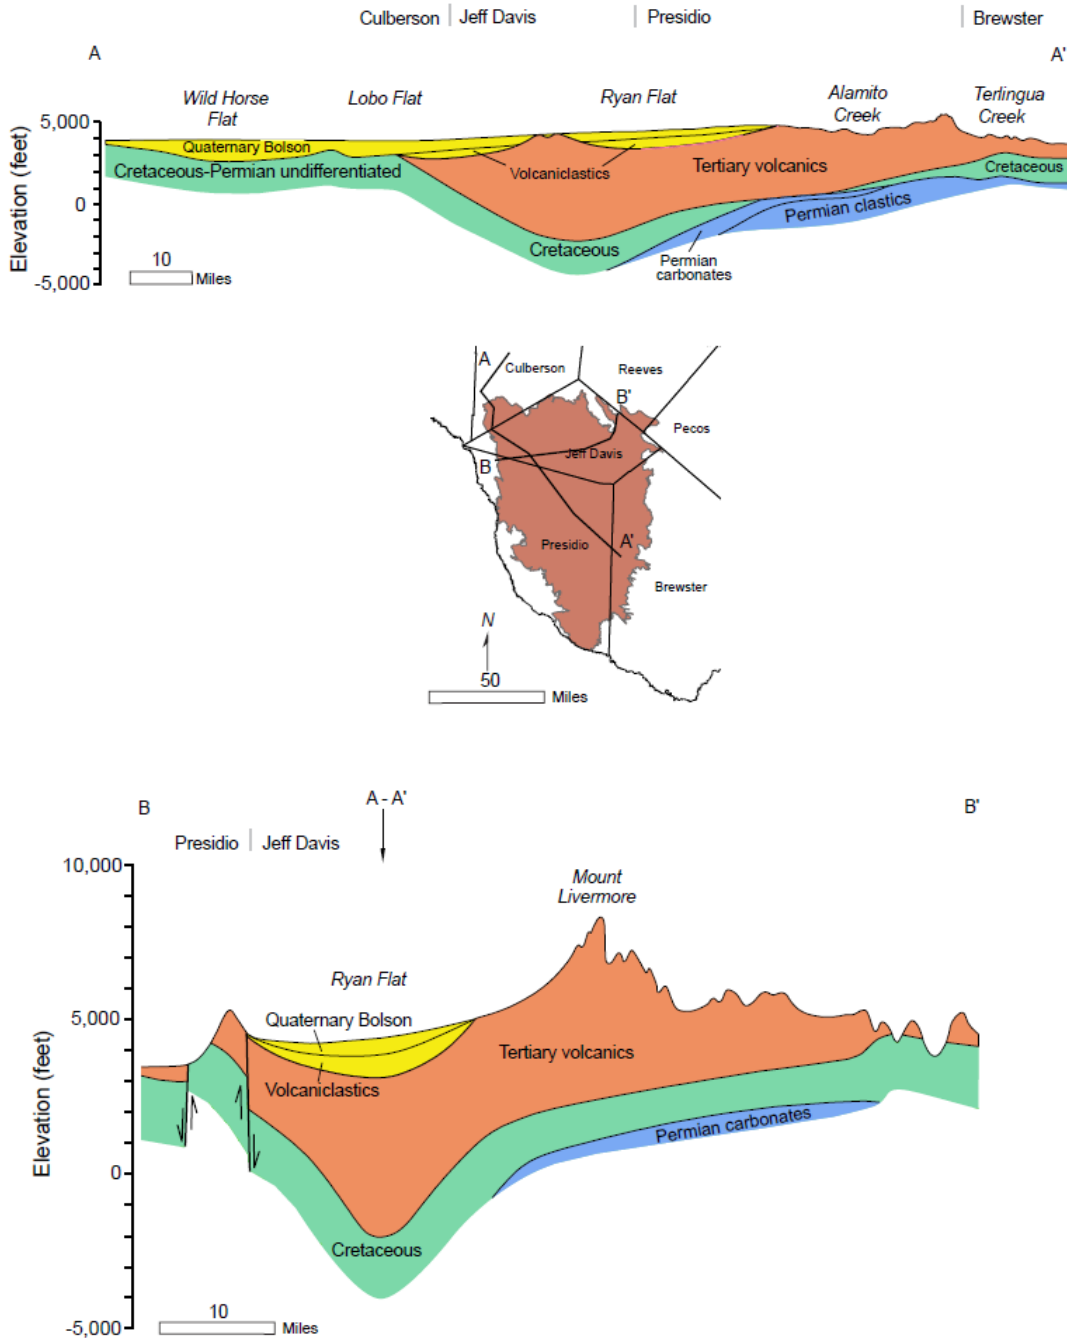 Culberson | Jeff Davis | Presidio | Brewster
A A'
Wild Horse
Flat
Lobo Flat
Ryan Flat
Alamito
Creek
Terlingua
Creek
Elevation (feet)
5,000
0
-5,000
Quaternary Bolson
Cretaceous-Permian undifferentiated
Volcaniclastics
Tertiary volcanics
Cretaceous
Permian clastics
Cretaceous
Permian
carbonates
10
Miles
A
Culberson
Reeves
B'
Pecos
Jeff Davis
B
Presidio
A'
Brewster
N
50
Miles
B
A - A'
B'
Presidio | Jeff Davis
Elevation (feet)
10,000
5,000
0
-5,000
Mount
Livermore
Ryan Flat
Quaternary Bolson
Tertiary volcanics
Volcaniclastics
Permian carbonates
Cretaceous
10
Miles